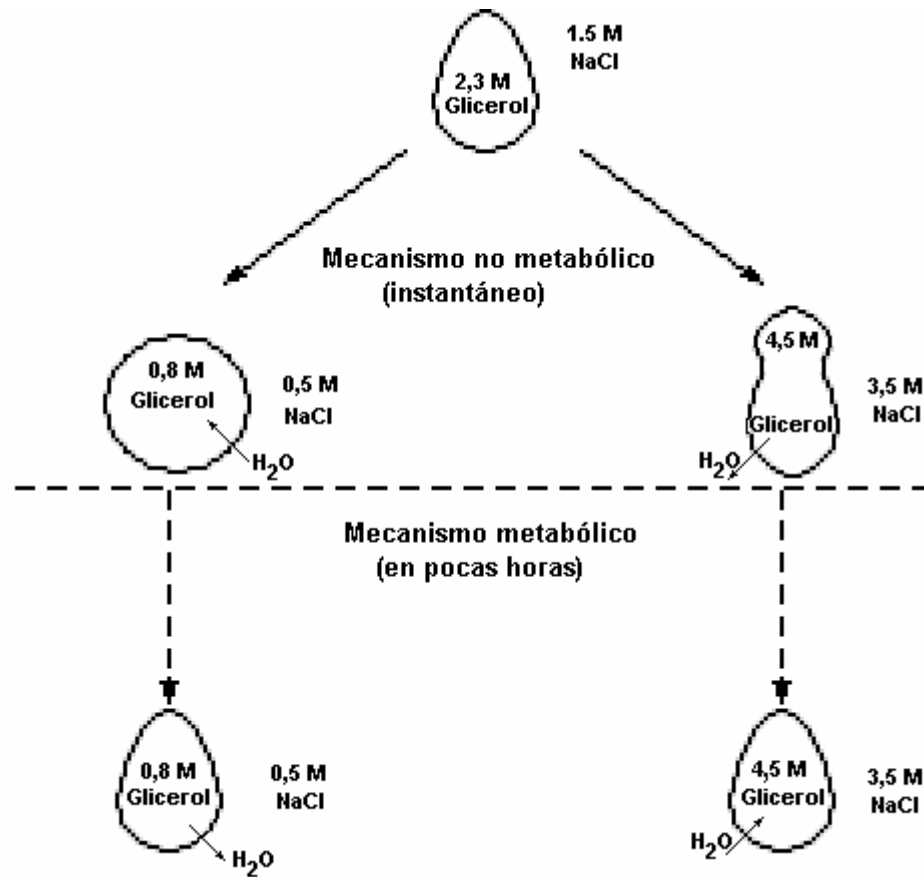 1.5 M
NaCl
2,3 M
Glicerol
Mecanismo no metabólico
(instantáneo)
0,8 M
Glicerol
H2O
0,5 M
NaCl
4,5 M
Glicerol
H2O
3,5 M
NaCl
Mecanismo metabólico
(en pocas horas)
0,8 M
Glicerol
H2O
0,5 M
NaCl
4,5 M
Glicerol
H2O
3,5 M
NaCl